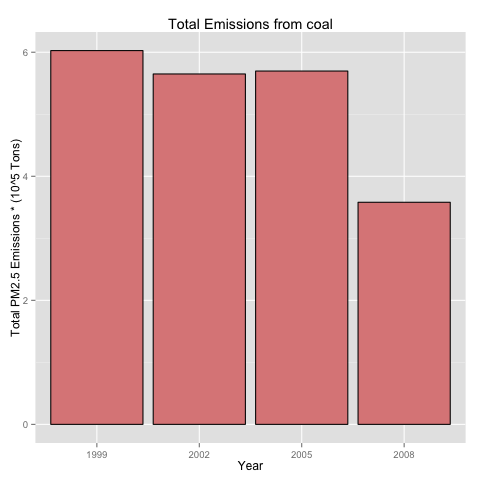 Total Emissions from coal
Total PM2.5 Emissions * (10^5 Tons)
6
4
2
0
1999 2002 2005 2008
Year